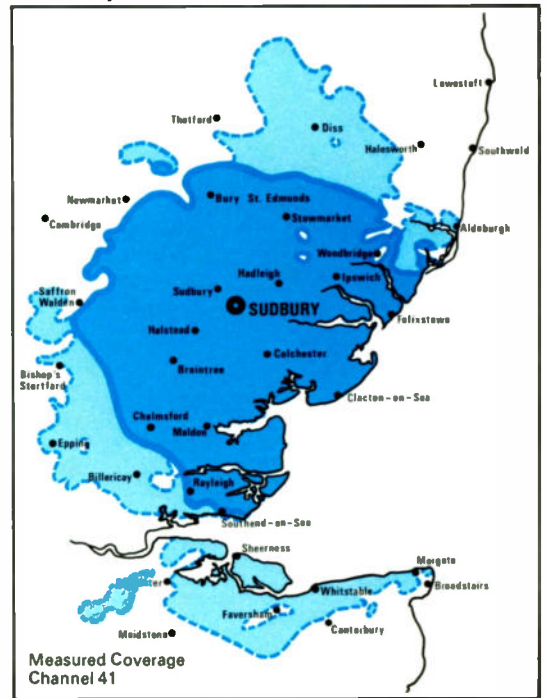 Lowestoft
Thetford
Diss
Halesworth
Southwold
Newmarket
Bury St. Edmunds
Cambridge
Stowmarket
Aldeburgh
Woodbridge
Hadleigh
Ipswich
Saffron
Walden
Sudbury
SUDBURY
Felixstowe
Halstead
Colchester
Braintree
Bishop's
Stortford
Clacton-on-Sea
Chelmsford
Maldon
Epping
Billericay
Rayleigh
Southend-on-Sea
Sheerness
Margate
Broadstairs
Whitstable
Faversham
Canterbury
Maidstone
Measured Coverage
Channel 41